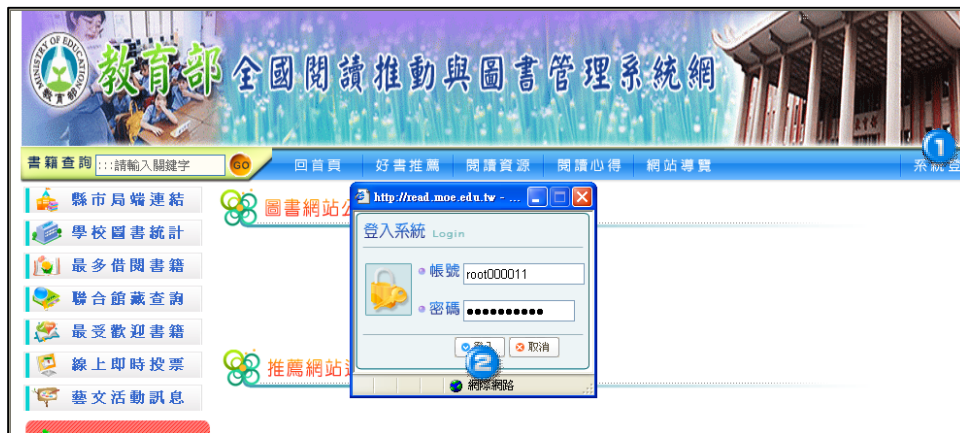 MINISTRY OF EDUCATION
教育部
教育部 全國閱讀推動與圖書管理系統網
書籍查詢 :::請輸入關鍵字 GO 回首頁 好書推薦 閱讀資源 閱讀心得 網站導覽 系統登
1
縣市局端連結
學校圖書統計
最多借閱書籍
聯合館藏查詢
最受歡迎書籍
線上即時投票
藝文活動訊息
圖書網站公
推薦網站
http://read.moe.edu.tw - ...
登入系統 Login
帳號 root000011
密碼 ●●●●●●●●●●
取消
2
網際網路